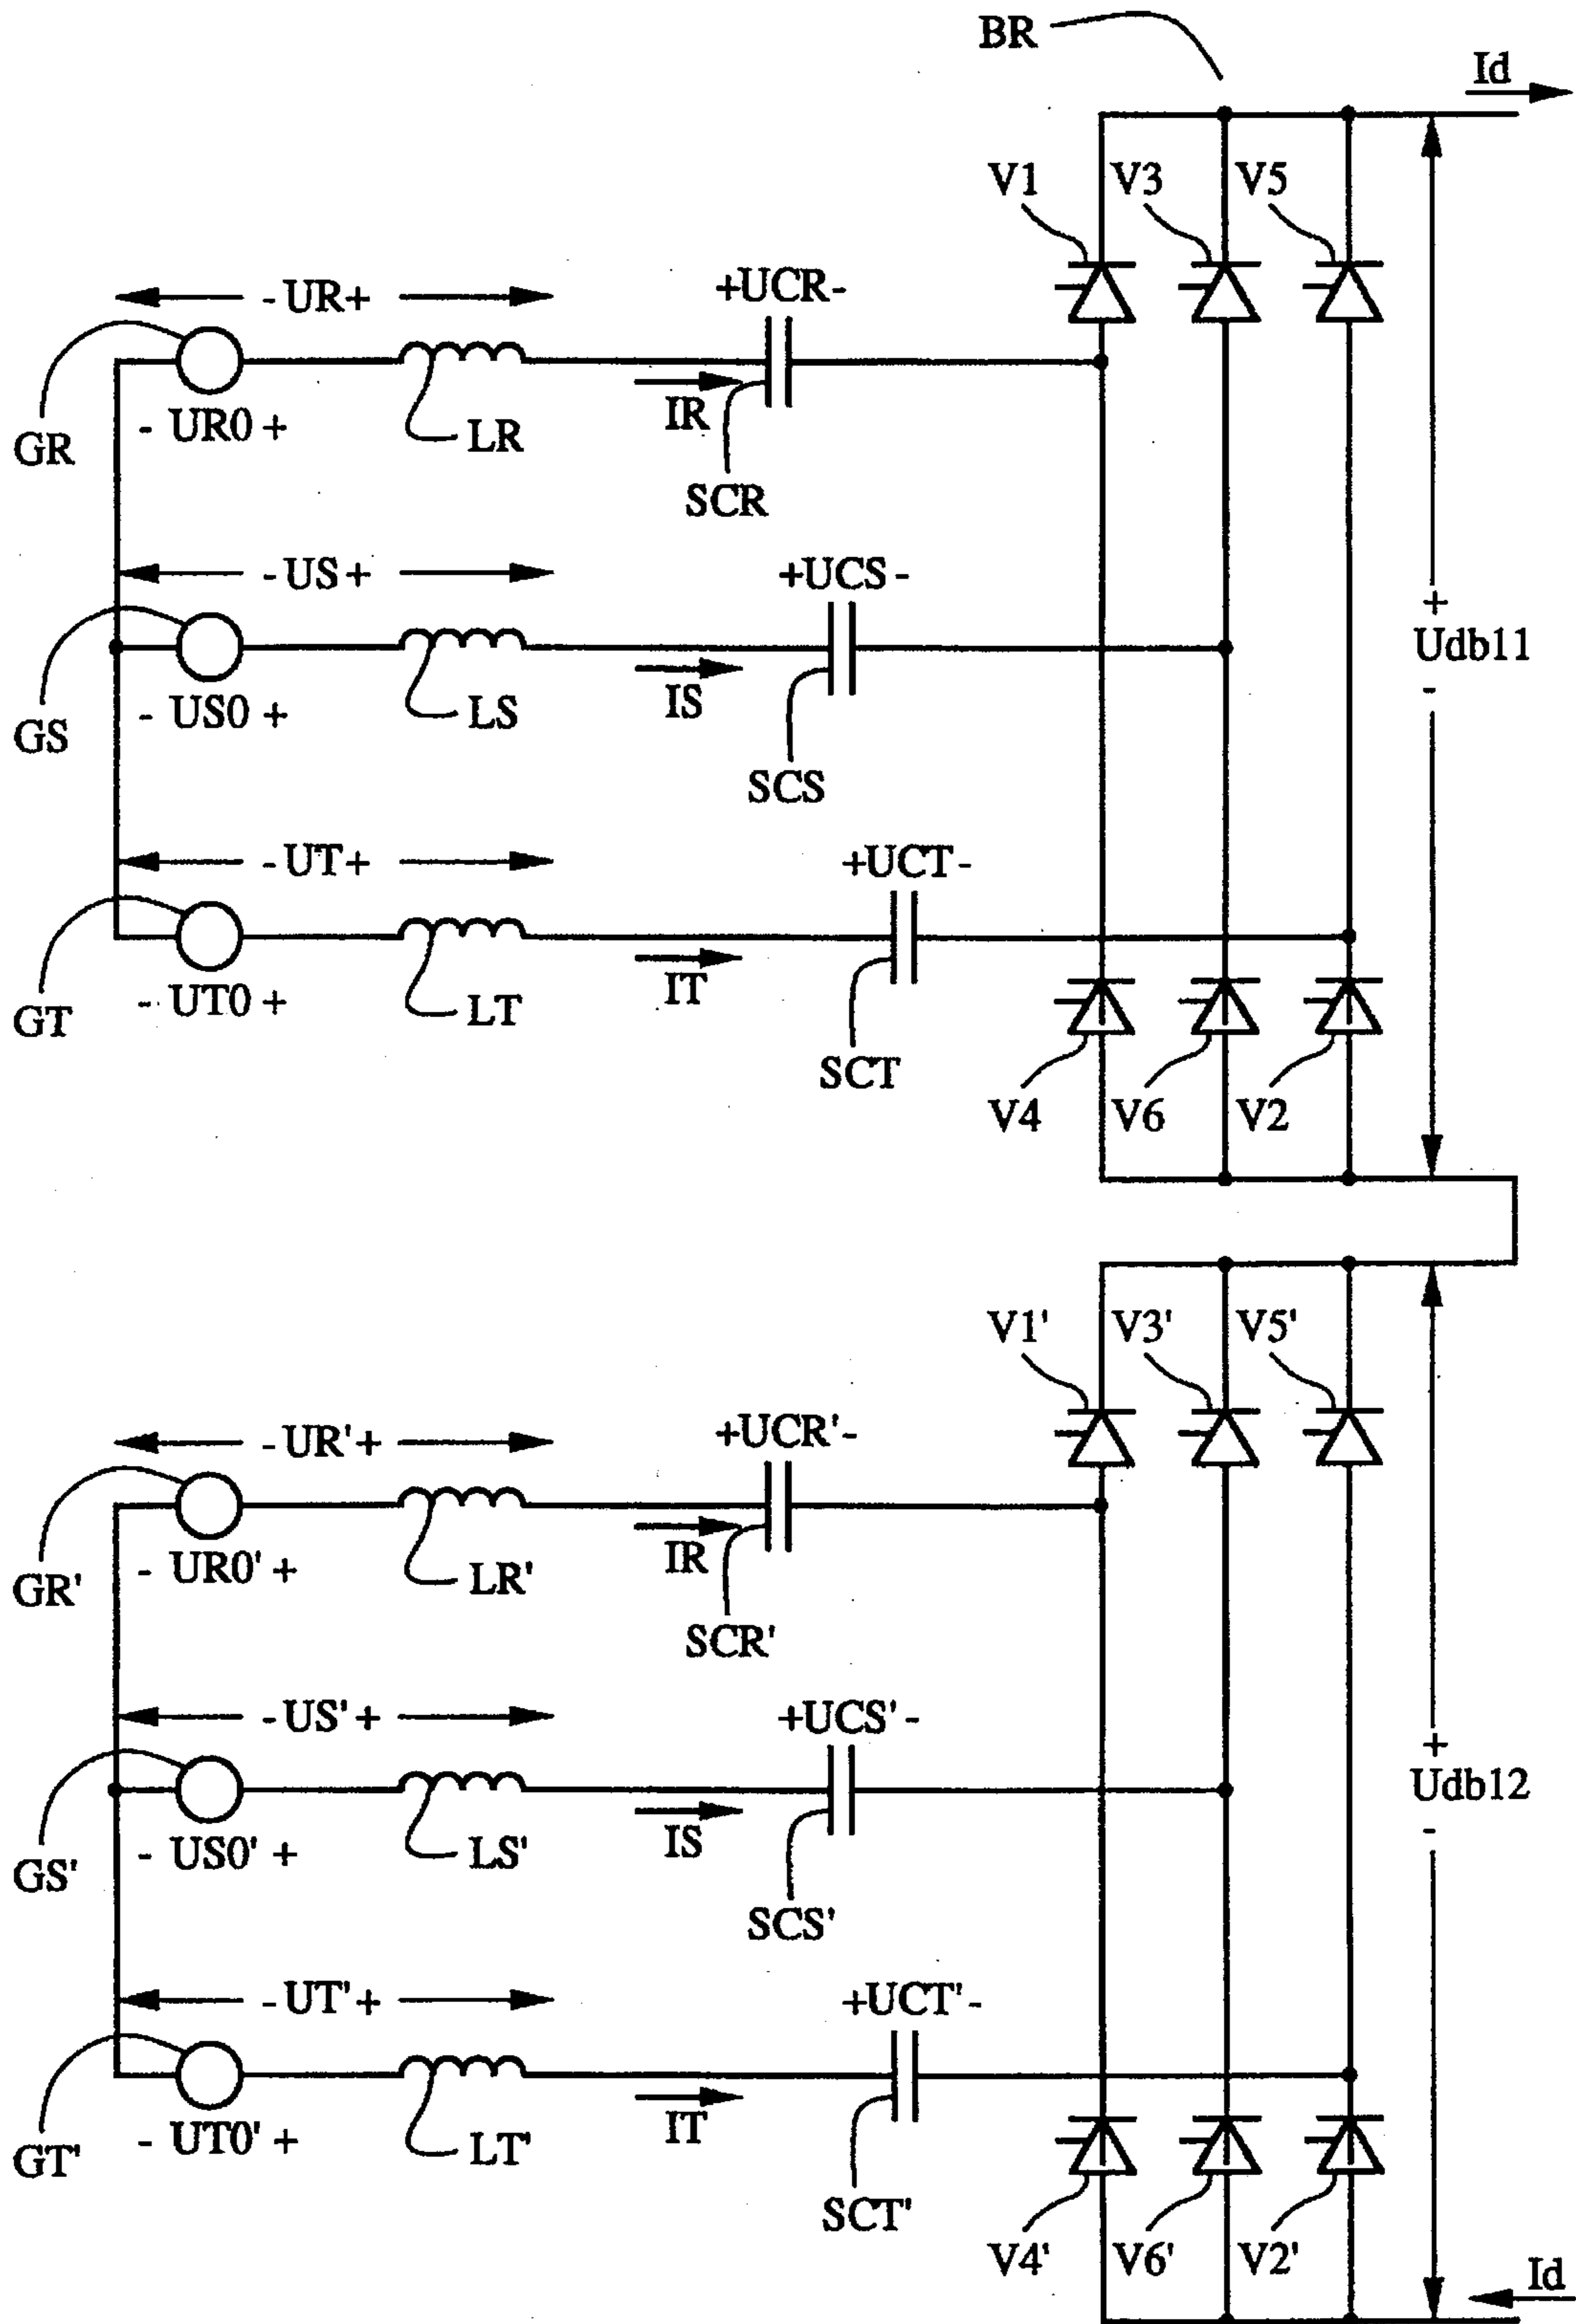 BR
Id
V1 V3 V5
- UR+
+UCR-
GR
- UR0 +
LR
IR
SCR
- US +
+UCS -
GS
- US0 +
LS
IS
SCS
+
Udb11
-
- UT+
+UCT-
GT
- UT0 +
LT
IT
SCT
V4 V6 V2
V1' V3' V5'
- UR'+
+UCR'-
GR'
- UR0' +
LR'
IR
SCR'
- US' +
+UCS' -
GS'
- US0' +
LS'
IS
SCS'
+
Udb12
-
- UT' +
+UCT' -
GT'
- UT0' +
LT'
IT
SCT'
V4' V6' V2'
Id